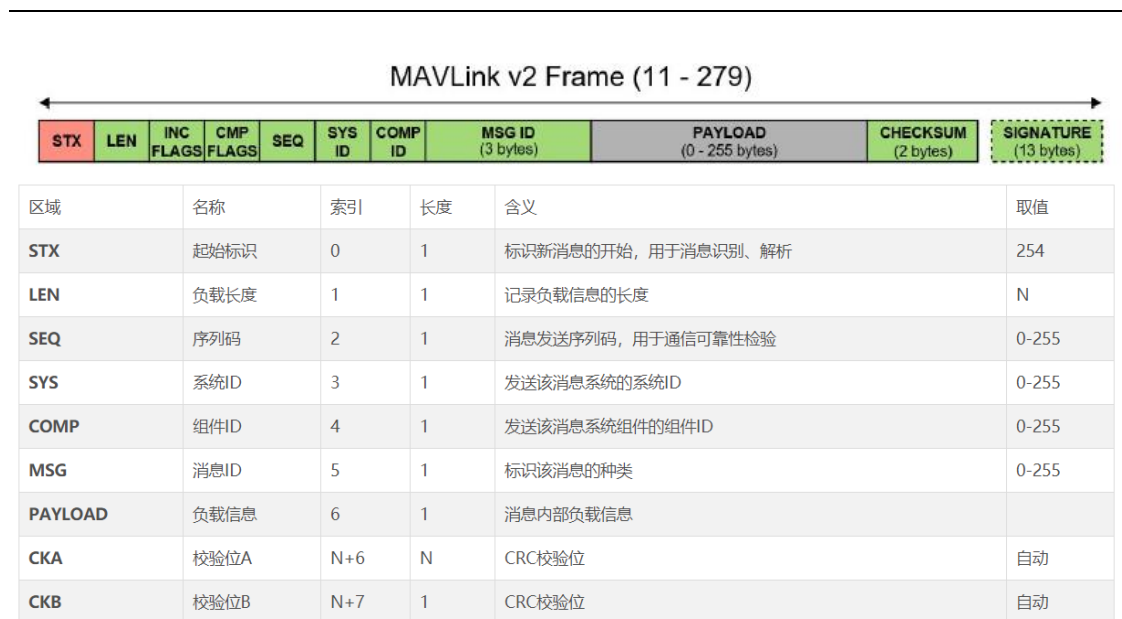 MAVLink v2 Frame (11 - 279)
STX LEN INC FLAGS CMP FLAGS SEQ SYS ID COMP ID MSG ID (3 bytes) PAYLOAD (0 - 255 bytes) CHECKSUM (2 bytes) SIGNATURE (13 bytes)
区域 名称 索引 长度 含义 取值
STX 起始标识 0 1 标识新消息的开始，用于消息识别、解析 254
LEN 负载长度 1 1 记录负载信息的长度 N
SEQ 序列码 2 1 消息发送序列码，用于通信可靠性检验 0-255
SYS 系统ID 3 1 发送该消息系统的系统ID 0-255
COMP 组件ID 4 1 发送该消息系统组件的组件ID 0-255
MSG 消息ID 5 1 标识该消息的种类 0-255
PAYLOAD 负载信息 6 1 消息内部负载信息
CKA 校验位A N+6 N CRC校验位 自动
CKB 校验位B N+7 1 CRC校验位 自动